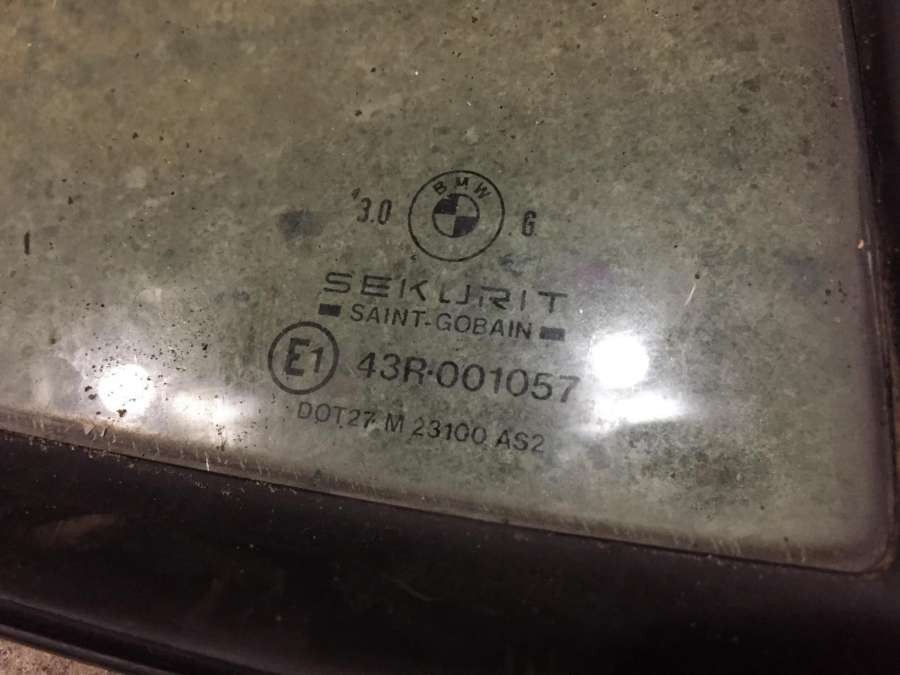 BMW
3.0 G
SEKURIT
SAINT-GOBAIN
E1 43R-001057
DOT27 M 23100 AS2